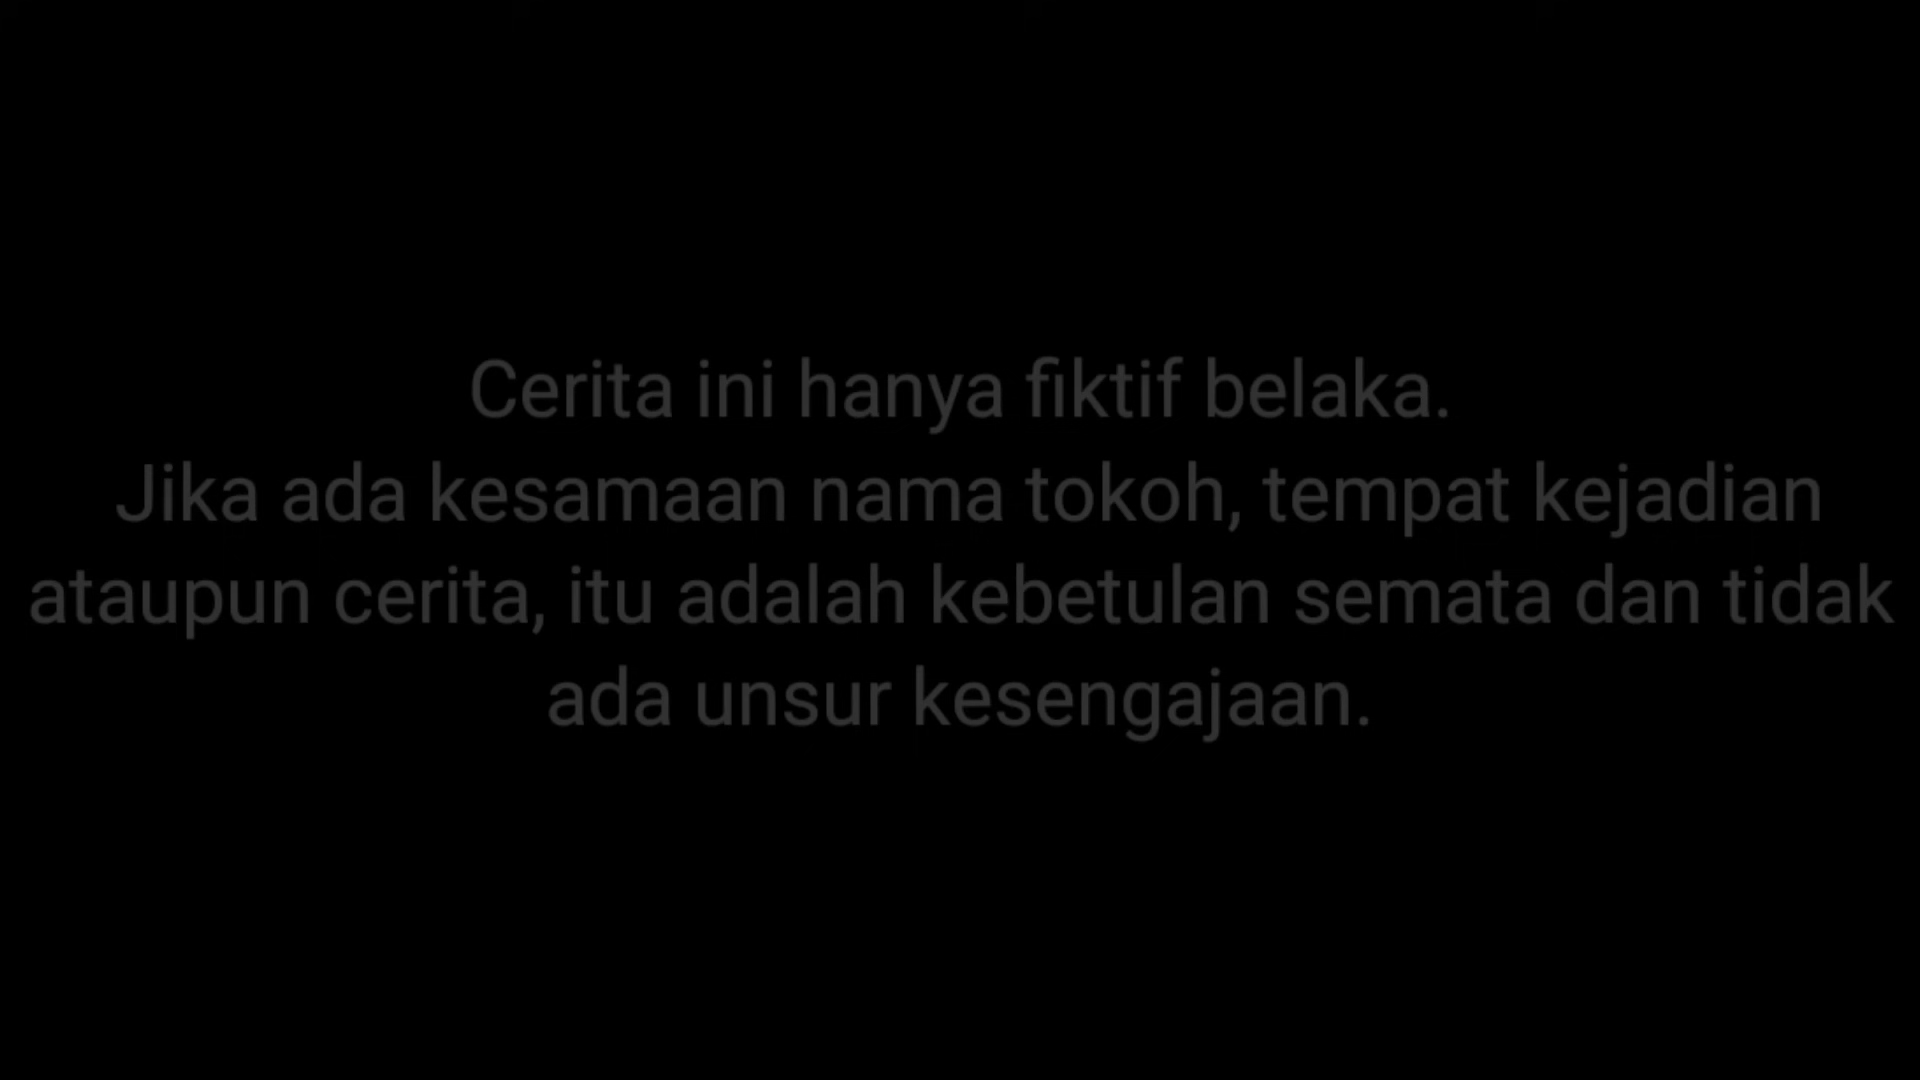 Cerita ini hanya fiktif belaka.
Jika ada kesamaan nama tokoh, tempat kejadian
ataupun cerita, itu adalah kebetulan semata dan tidak
ada unsur kesengajaan.